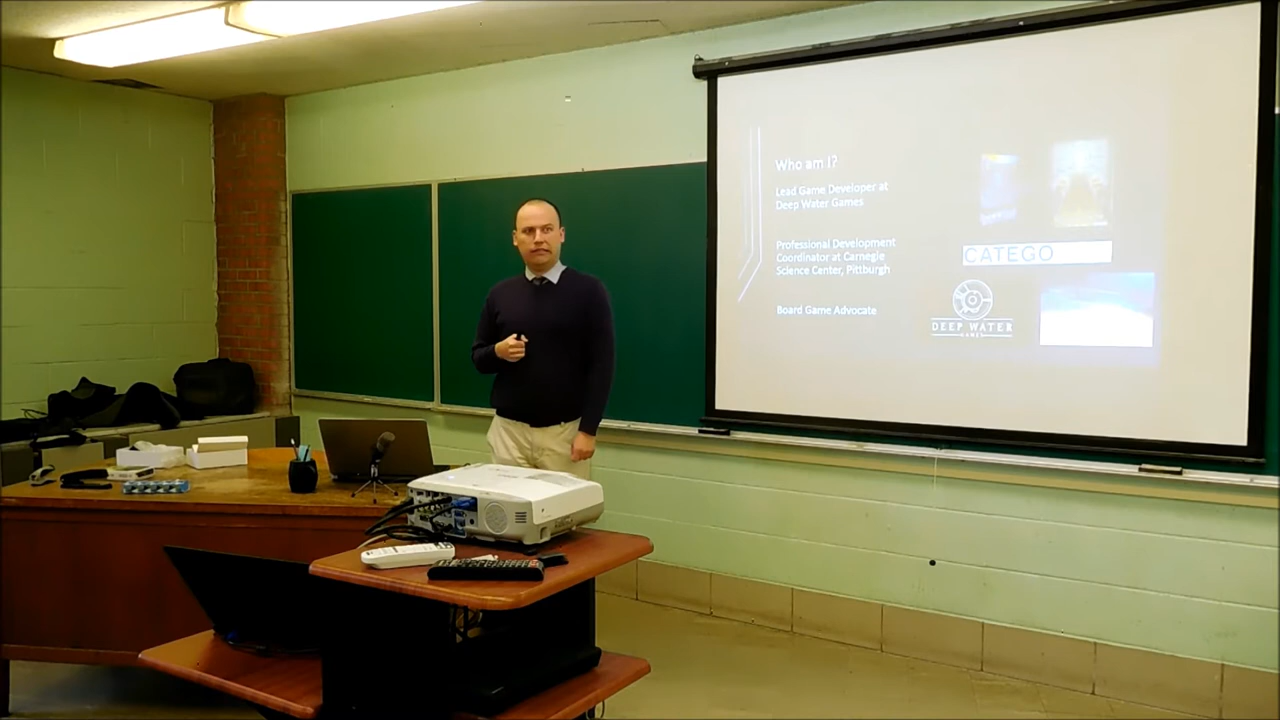 Who am I?
Lead Game Developer at
Deep Water Games
Professional Development
Coordinator at Carnegie
Science Center, Pittburgh
Board Game Advocate
CATEGO
DEEP WATER
GAMES